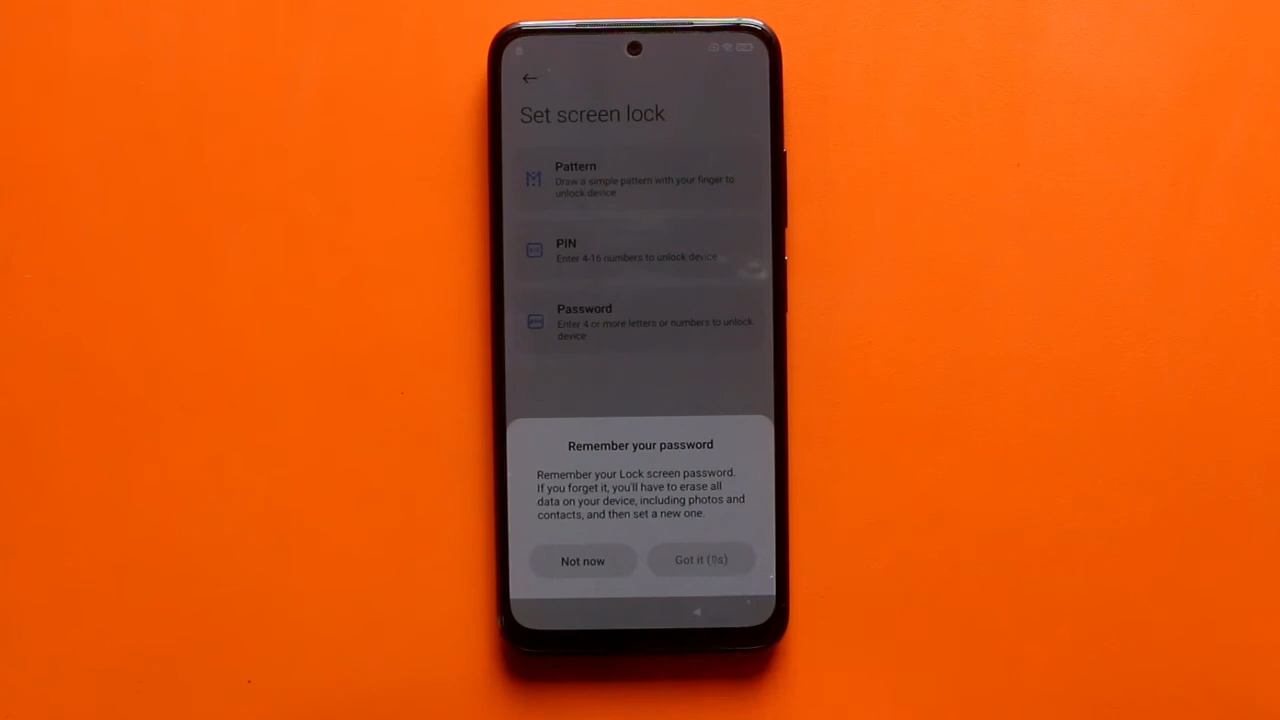 Set screen lock
Pattern
Draw a simple pattern with your finger to
unlock device
PIN
Enter 4-16 numbers to unlock device
Password
Enter 4 or more letters or numbers to unlock
device
Remember your password
Remember your Lock screen password.
If you forget it, you'll have to erase all
data on your device, including photos and
contacts, and then set a new one.
Not now
Got it